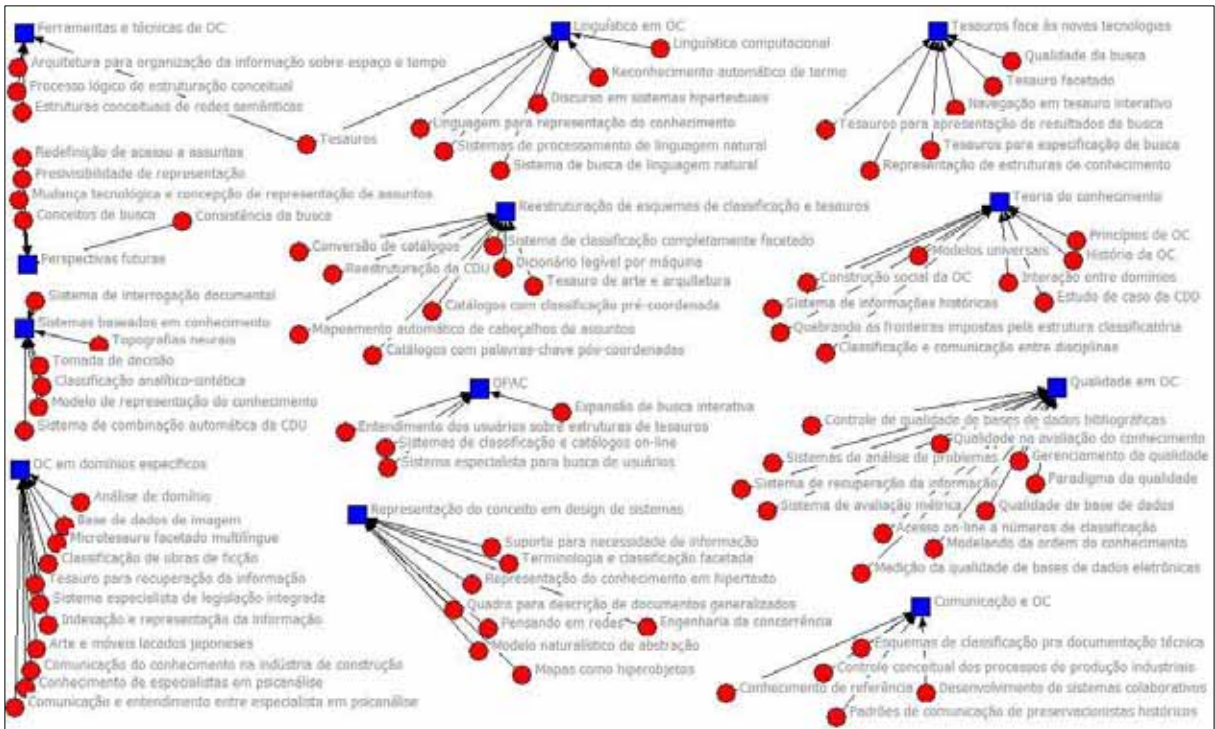 Ferramentas e técnicas de OC
Arquitetura para organização da informação sobre espaço e tempo
Processo lógico de estruturação conceitual
Estruturas conceituais de redes semânticas
Tesauros
Redefinição de acesso a assuntos
Presivisibilidade de representação
Mudança tecnológica e concepção de representação de assuntos
Conceitos de busca
Consistência da busca
Perspectivas futuras
Sistema de interrogação documental
Sistemas baseados em conhecimento
Topografias neurais
Tomada de decisão
Classificação analítico-sintética
Modelo de representação do conhecimento
Sistema de combinação automática da CDU
OC em domínios específicos
Análise de domínio
Base de dados de imagem
Microtesauro facetado multilíngue
Classificação de obras de ficção
Tesauro para recuperação da informação
Sistema especialista de legislação integrada
Indexação e representação da informação
Arte e móveis lacados japoneses
Comunicação do conhecimento na indústria de construção
Conhecimento de especialistas em psicanálise
Comunicação e entendimento entre especialista em psicanálise
Linguística em OC
Linguística computacional
Reconhecimento automático de termo
Discurso em sistemas hipertextuais
Linguagem para representação do conhecimento
Sistemas de processamento de linguagem natural
Sistema de busca de linguagem natural
Reestruturação de esquemas de classificação e tesauros
Sistema de classificação completamente facetado
Conversão de catálogos
Dicionário legível por máquina
Reestruturação da CDU
Tesauro de arte e arquitetura
Catálogos com classificação pré-coordenada
Mapeamento automático de cabeçalhos de assuntos
Catálogos com palavras-chave pós-coordenadas
OPAC
Expansão de busca interativa
Entendimento dos usuários sobre estruturas de tesauros
Sistemas de classificação e catálogos on-line
Sistema especialista para busca de usuários
Representação do conceito em design de sistemas
Suporte para necessidade de informação
Terminologia e classificação facetada
Representação do conhecimento em hipertexto
Quadra para descrição de documentos generalizados
Pensando em redes
Engenharia da concorrência
Modelo naturalístico de abstração
Mapas como hiperobjetos
Tesauros face às novas tecnologias
Qualidade da busca
Tesauro facetado
Navegação em tesauro interativo
Tesauros para apresentação de resultados de busca
Tesauros para especificação de busca
Representação de estruturas de conhecimento
Teoria do conhecimento
Princípios de OC
Modelos universais
História da OC
Construção social da OC
Interação entre domínios
Estudo de caso da CDD
Sistema de informações históricas
Quebrando as fronteiras impostas pela estrutura classificatória
Classificação e comunicação entre disciplinas
Qualidade em OC
Controle de qualidade de bases de dados bibliográficas
Qualidade na avaliação do conhecimento
Sistemas de análise de problemas
Gerenciamento da qualidade
Paradigma da qualidade
Sistema de recuperação da informação
Sistema de avaliação métrica
Qualidade de base de dados
Acesso on-line a números de classificação
Modelando da ordem do conhecimento
Medição da qualidade de bases de dados eletrônicas
Comunicação e OC
Esquemas de classificação pra documentação técnica
Controle conceitual dos processos de produção industriais
Conhecimento de referência
Desenvolvimento de sistemas colaborativos
Padrões de comunicação de preservacionistas históricos